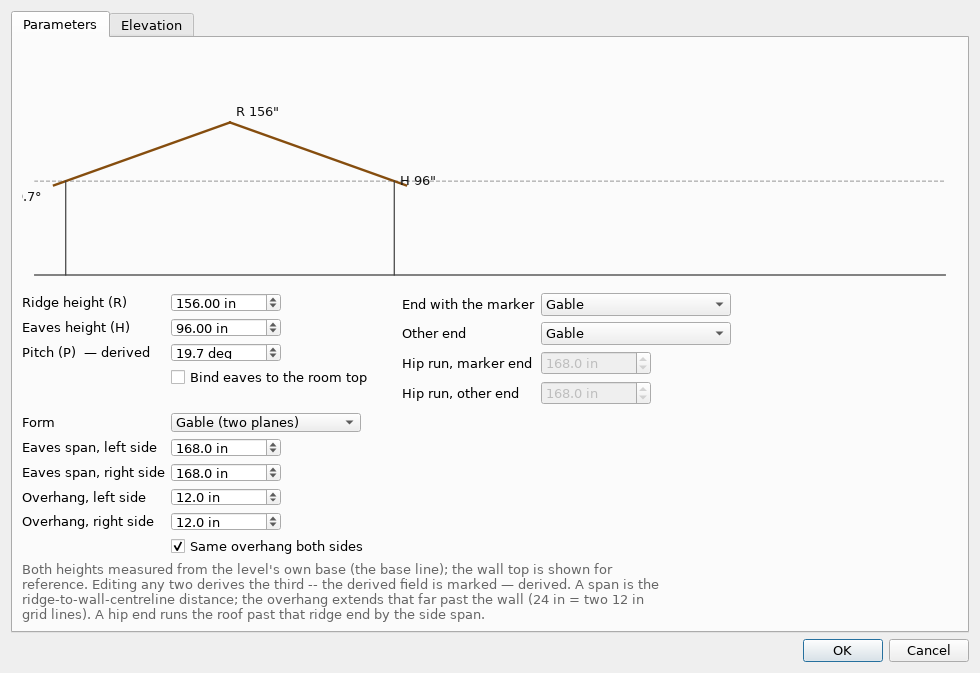 Parameters
Elevation
R 156"
H 96"
.7°
Ridge height (R)
156.00 in
Eaves height (H)
96.00 in
Pitch (P) — derived
19.7 deg
Bind eaves to the room top
End with the marker
Gable
Other end
Gable
Hip run, marker end
168.0 in
Hip run, other end
168.0 in
Form
Gable (two planes)
Eaves span, left side
168.0 in
Eaves span, right side
168.0 in
Overhang, left side
12.0 in
Overhang, right side
12.0 in
Same overhang both sides
Both heights measured from the level's own base (the base line); the wall top is shown for
reference. Editing any two derives the third -- the derived field is marked — derived. A span is the
ridge-to-wall-centreline distance; the overhang extends that far past the wall (24 in = two 12 in
grid lines). A hip end runs the roof past that ridge end by the side span.
OK
Cancel